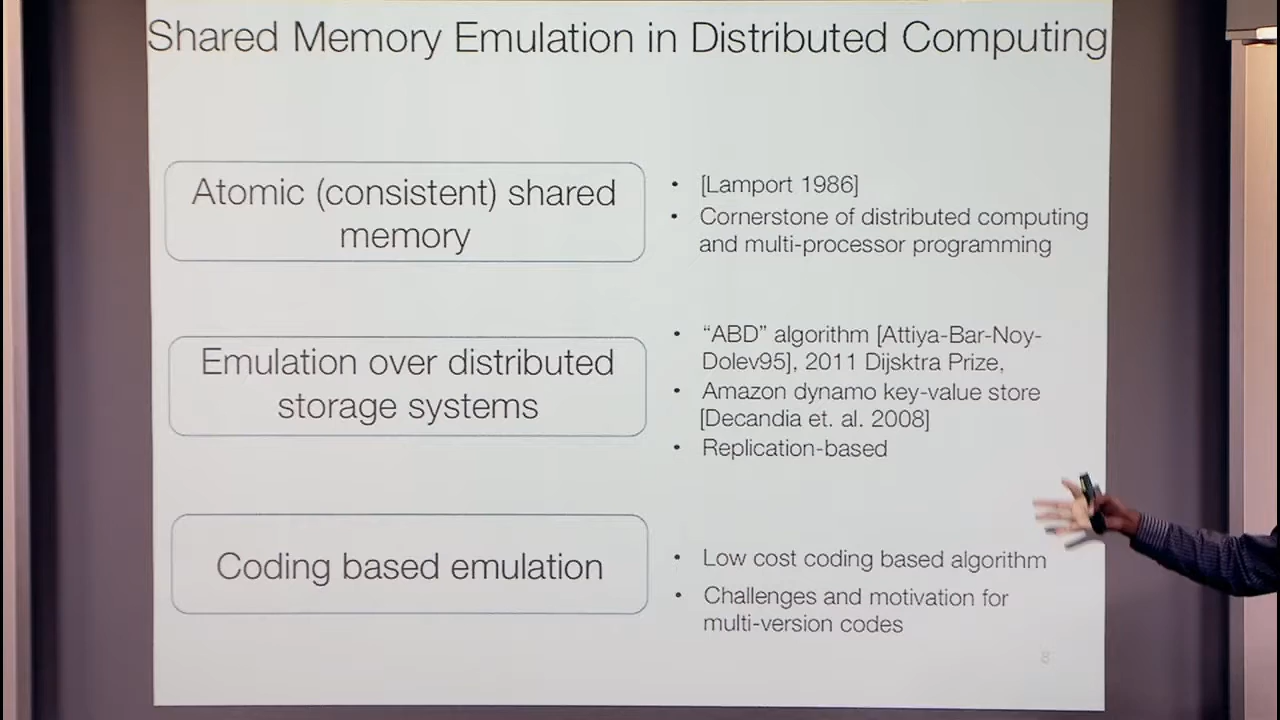 Shared Memory Emulation in Distributed Computing
Atomic (consistent) shared
memory
• [Lamport 1986]
• Cornerstone of distributed computing
and multi-processor programming
Emulation over distributed
storage systems
• “ABD” algorithm [Attiya-Bar-Noy-
Dolev95], 2011 Dijsktra Prize,
• Amazon dynamo key-value store
[Decandia et. al. 2008]
• Replication-based
Coding based emulation
• Low cost coding based algorithm
• Challenges and motivation for
multi-version codes
8